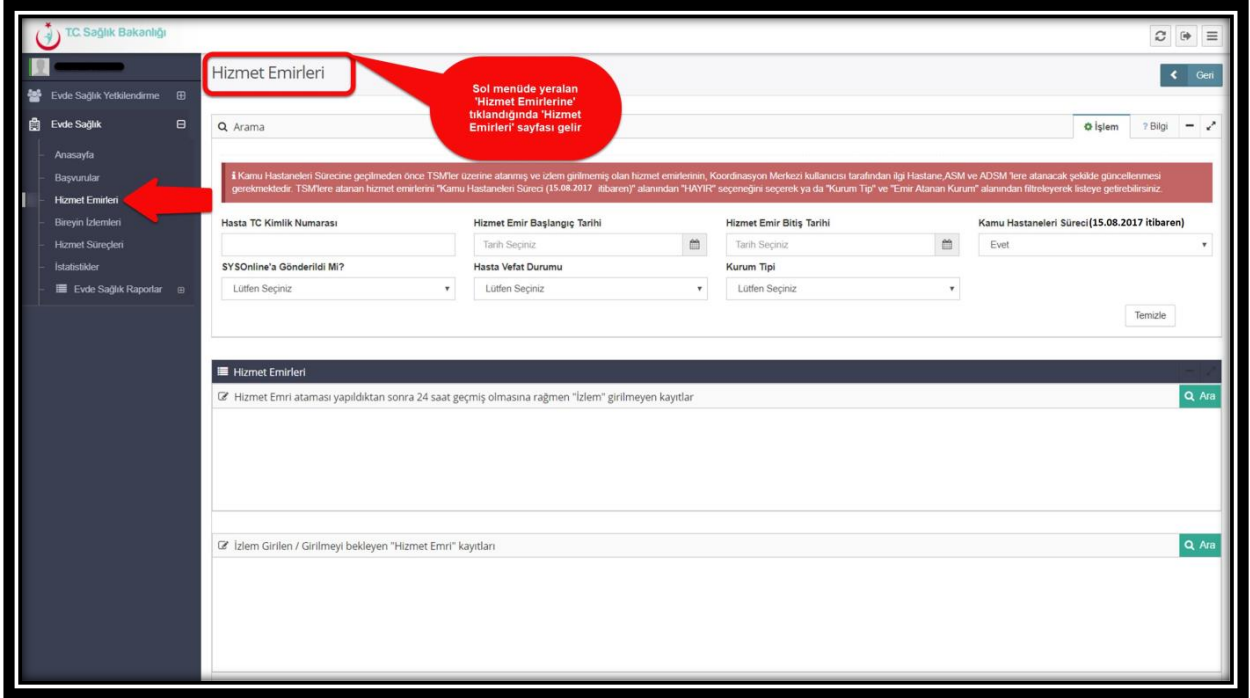 T.C. Sağlık Bakanlığı
Hizmet Emirleri
Geri
Sol menüde yeralan
'Hizmet Emirlerine'
tıklandığında 'Hizmet
Emirleri' sayfası gelir
Evde Sağlık Yetkilendirme
Evde Sağlık
Anasayfa
Başvurular
Hizmet Emirleri
Bireyin İzlemleri
Hizmet Süreçleri
İstatistikler
Evde Sağlık Raporlar
Arama
İşlem
? Bilgi
Kamu Hastaneleri Sürecine geçilmeden önce TSM'ler üzerine atanmış ve izlem girilmemiş olan hizmet emirlerinin, Koordinasyon Merkezi kullanıcısı tarafından ilgi Hastane,ASM ve ADSM 'lere atanacak şekilde güncellenmesi
gerekmektedir. TSM'lere atanan hizmet emirlerini "Kamu Hastaneleri Süreci (15.08.2017 itibaren)" alanından "HAYIR" seçeneğini seçerek ya da "Kurum Tip" ve "Emir Atanan Kurum" alanından filtreleyerek listeye getirebilirsiniz.
Hasta TC Kimlik Numarası
Hizmet Emir Başlangıç Tarihi
Hizmet Emir Bitiş Tarihi
Kamu Hastaneleri Süreci(15.08.2017 itibaren)
Tarih Seçiniz
Tarih Seçiniz
Evet
SYSOnline'a Gönderildi Mi?
Hasta Vefat Durumu
Kurum Tipi
Lütfen Seçiniz
Lütfen Seçiniz
Lütfen Seçiniz
Temizle
Hizmet Emirleri
Hizmet Emri ataması yapıldıktan sonra 24 saat geçmiş olmasına rağmen "İzlem" girilmeyen kayıtlar
Ara
İzlem Girilen / Girilmeyi bekleyen "Hizmet Emri" kayıtları
Ara